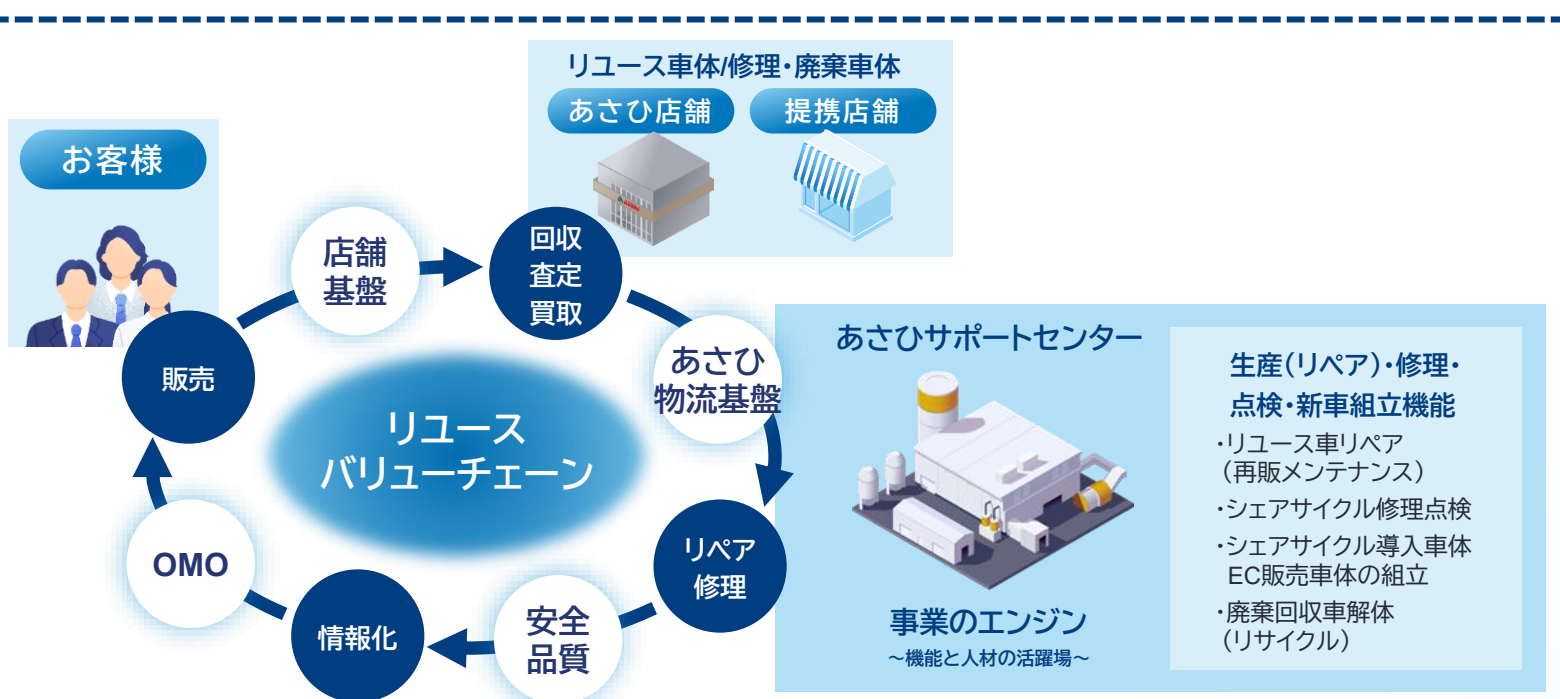 リユース車体/修理・廃棄車体
あさひ店舗
提携店舗
お客様
店舗
基盤
回収
査定
買取
あさひ
物流基盤
販売
リユース
バリューチェーン
リペア
修理
安全
品質
情報化
OMO
あさひサポートセンター
事業のエンジン
~機能と人材の活躍場~
生産(リペア)・修理・
点検・新車組立機能
・リユース車リペア
(再販メンテナンス)
・シェアサイクル修理点検
・シェアサイクル導入車体
EC販売車体の組立
・廃棄回収車解体
(リサイクル)